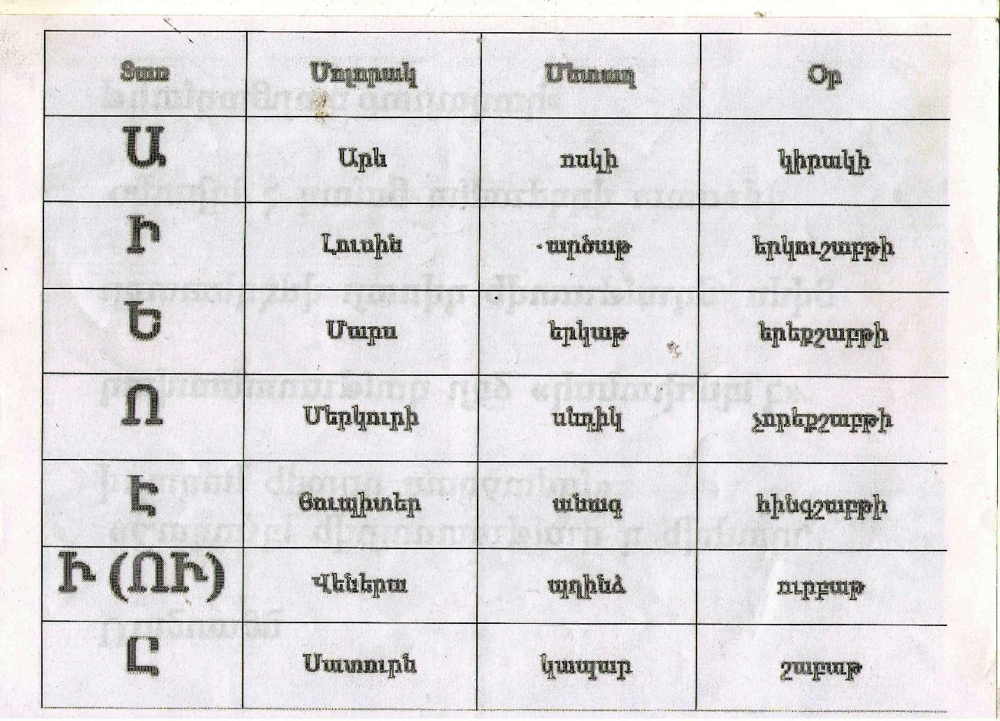 Տառ Մոլորակ Մետաղ Օր
Ա Արև ոսկի կիրակի
Ի Լուսին արծաթ երկուշաբթի
Ե Մարս երկաթ երեքշաբթի
Ո Մերկուրի սնդիկ չորեքշաբթի
Է Յուպիտեր անագ հինգշաբթի
Ի (ՈՒ) Վեներա պղինձ ուրբաթ
Ը Սատուրն կապար շաբաթ